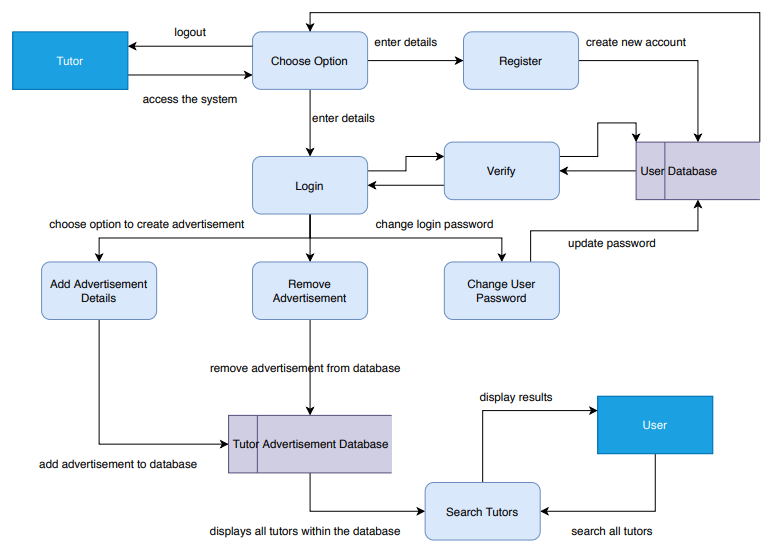 logout
enter details
create new account
Tutor
Choose Option
Register
access the system
enter details
Login
Verify
User Database
choose option to create advertisement
change login password
update password
Add Advertisement
Details
Remove
Advertisement
Change User
Password
remove advertisement from database
display results
User
Tutor Advertisement Database
add advertisement to database
Search Tutors
displays all tutors within the database
search all tutors